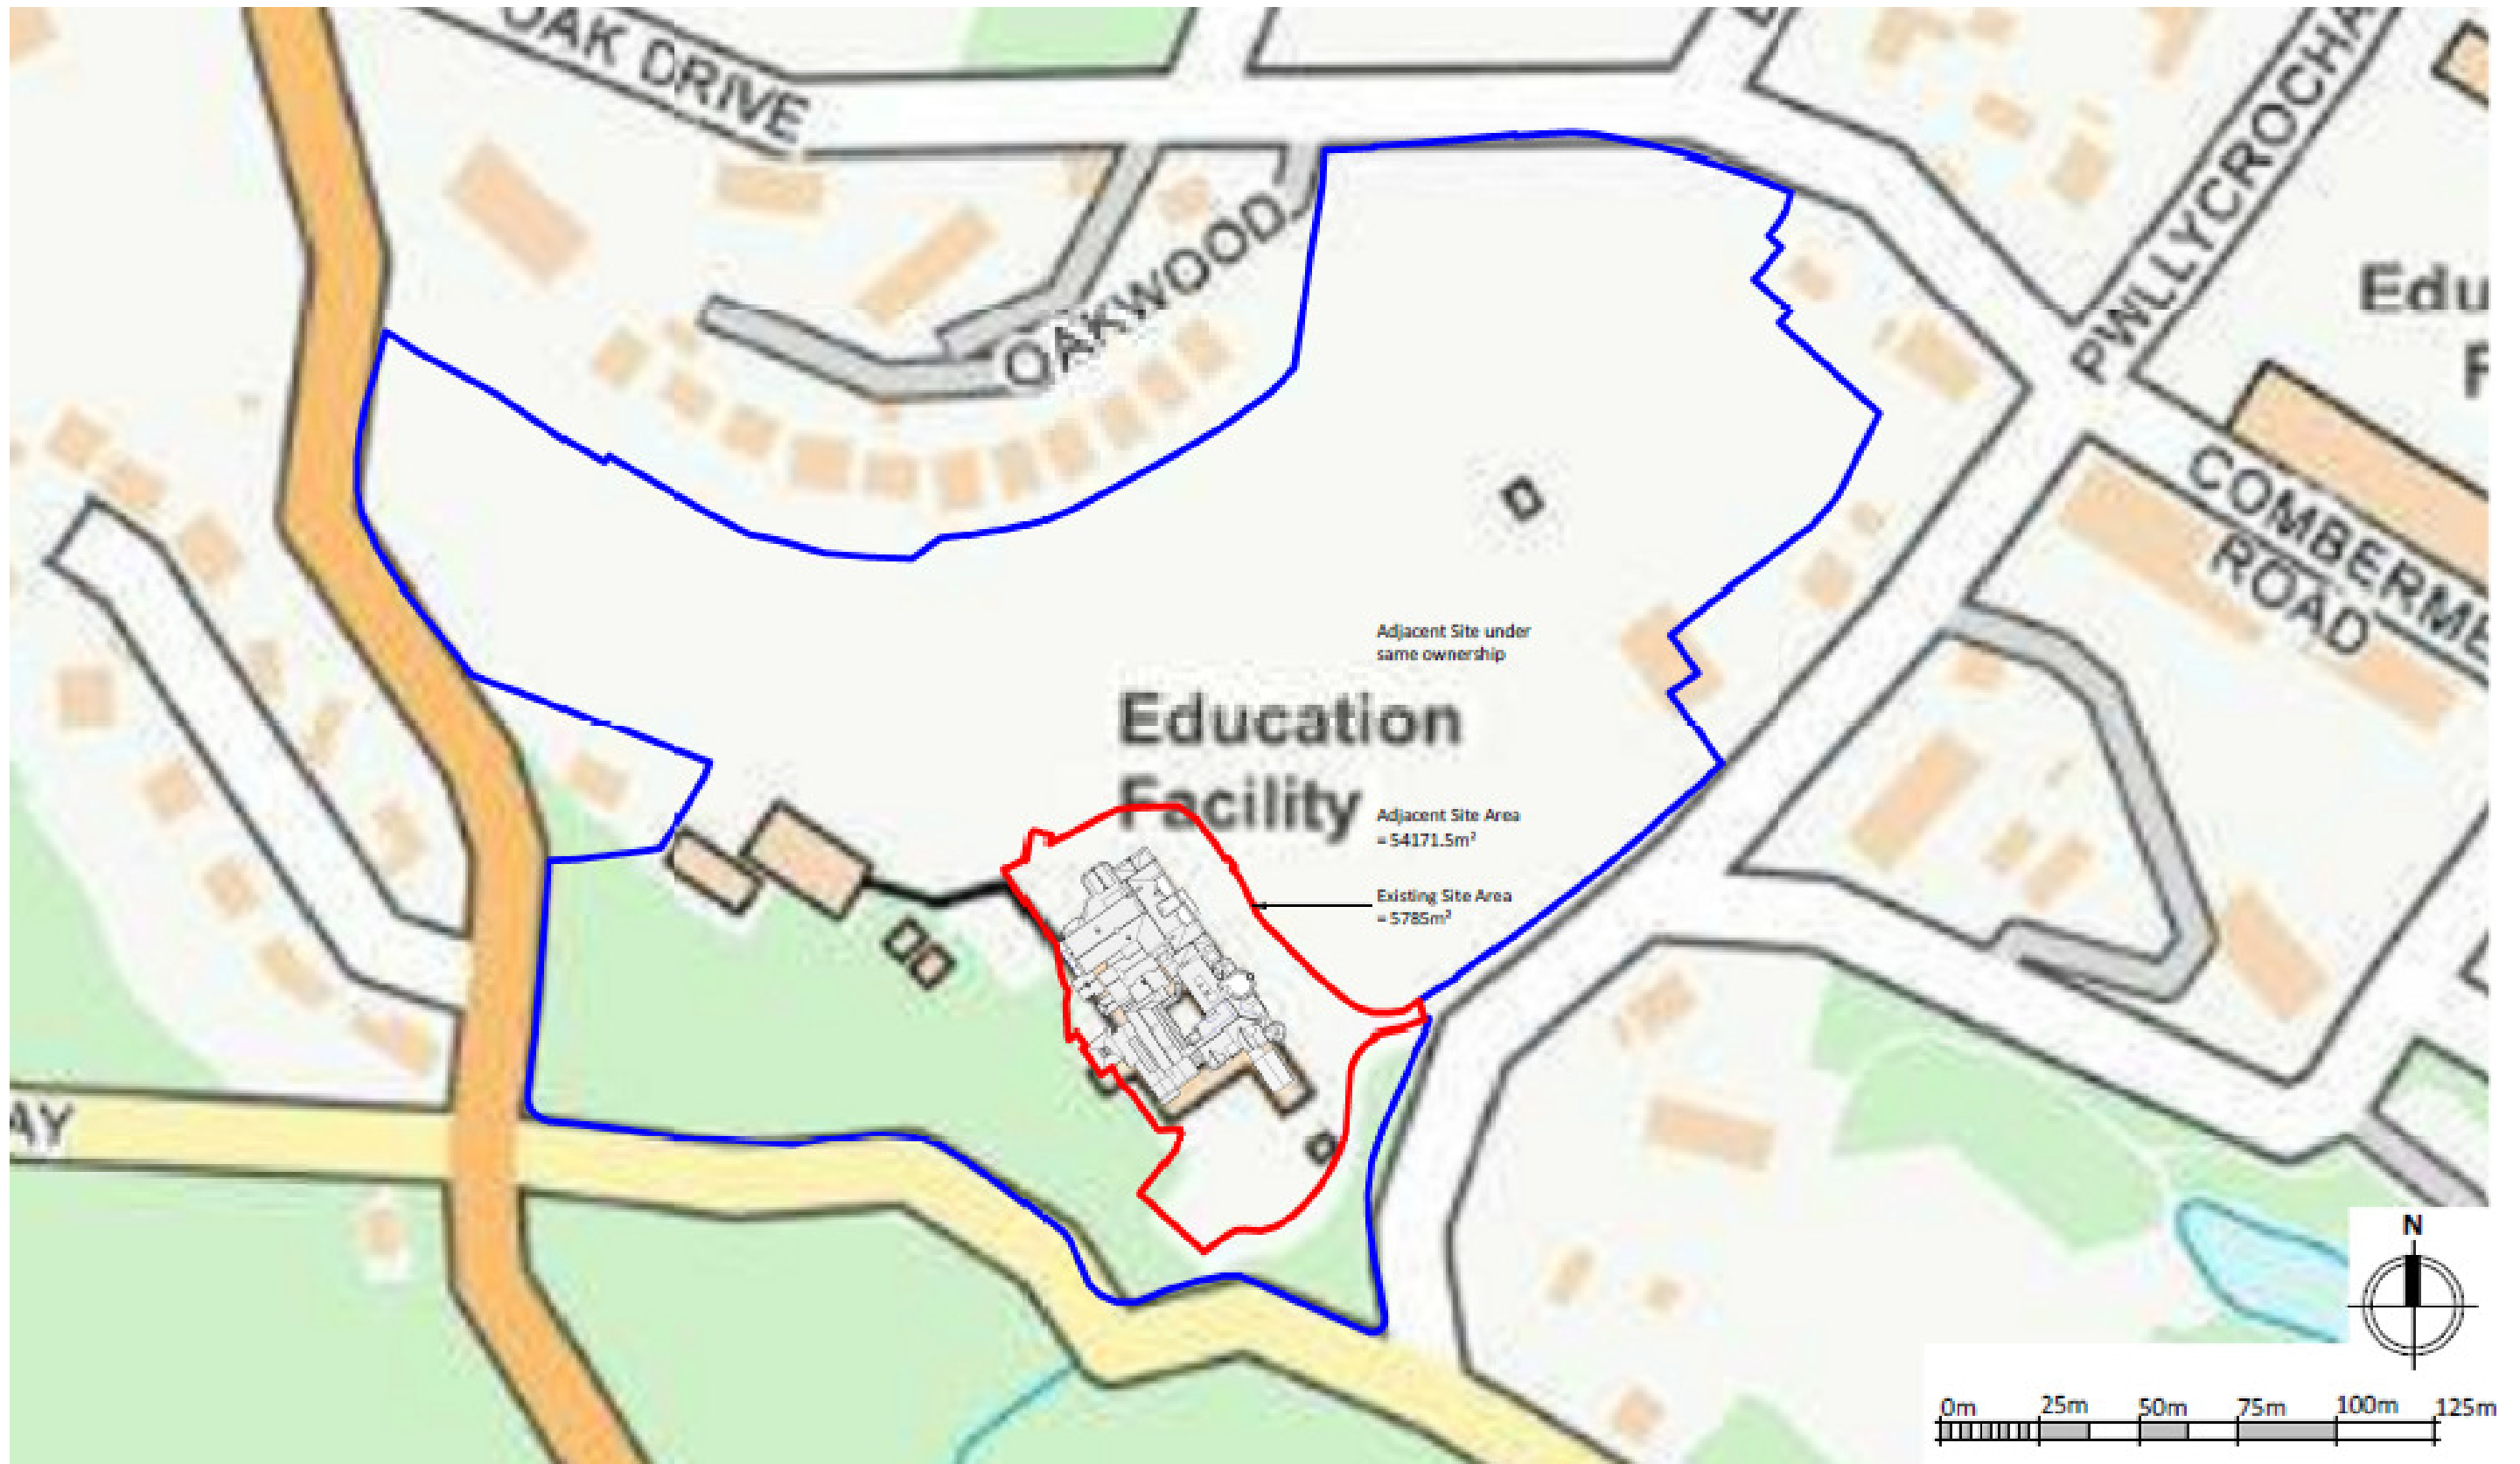 OAK DRIVE
PWLLYCROCHA
OAKWOOD
Edu
COMBERME
ROAD
Adjacent Site under
same ownership
Education
Facility
Adjacent Site Area
= 54171.5m²
Existing Site Area
= 5785m²
AY
N
0m 25m 50m 75m 100m 125m